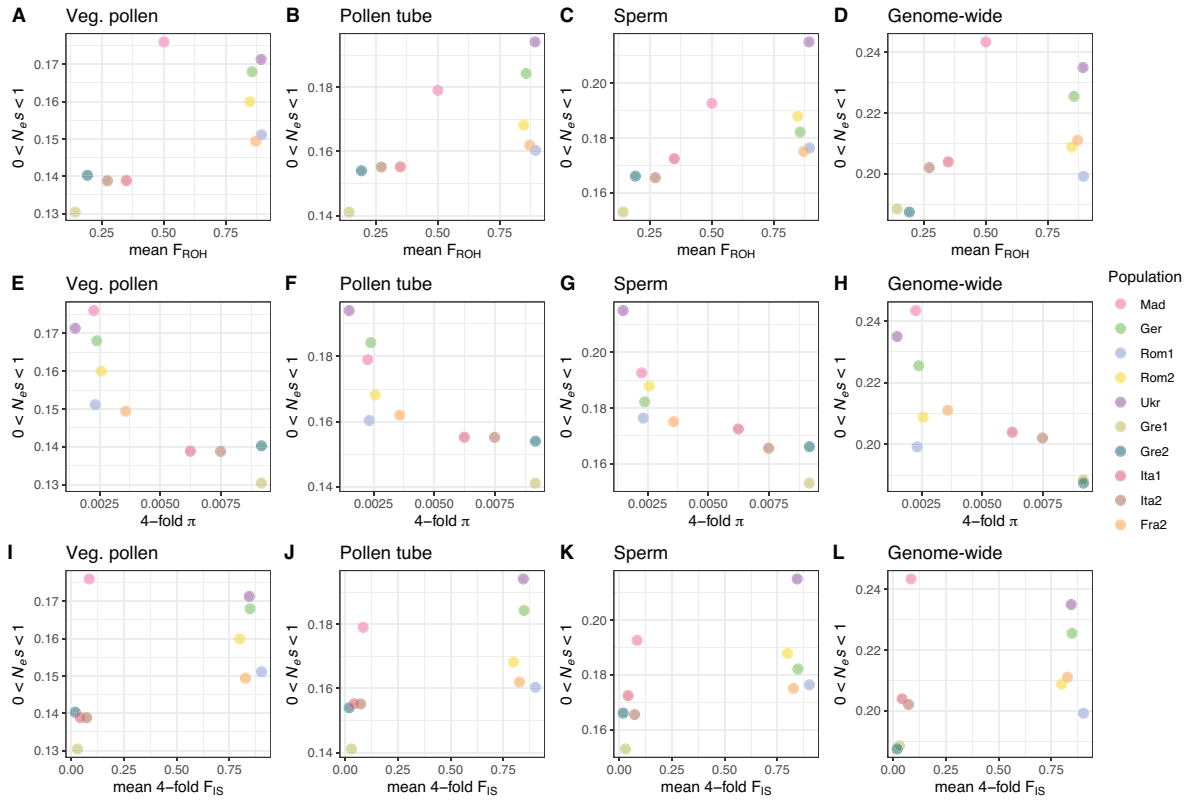 A Veg. pollen
0 < Nₑs < 1
0.17
0.16
0.15
0.14
0.13
0.25 0.50 0.75
mean F_ROH
B Pollen tube
0 < Nₑs < 1
0.18
0.16
0.14
0.25 0.50 0.75
mean F_ROH
C Sperm
0 < Nₑs < 1
0.20
0.18
0.16
0.25 0.50 0.75
mean F_ROH
D Genome-wide
0 < Nₑs < 1
0.24
0.22
0.20
0.25 0.50 0.75
mean F_ROH
E Veg. pollen
0 < Nₑs < 1
0.17
0.16
0.15
0.14
0.13
0.0025 0.0050 0.0075
4−fold π
F Pollen tube
0 < Nₑs < 1
0.18
0.16
0.14
0.0025 0.0050 0.0075
4−fold π
G Sperm
0 < Nₑs < 1
0.20
0.18
0.16
0.0025 0.0050 0.0075
4−fold π
H Genome-wide
0 < Nₑs < 1
0.24
0.22
0.20
0.0025 0.0050 0.0075
4−fold π
Population
Mad
Ger
Rom1
Rom2
Ukr
Gre1
Gre2
Ita1
Ita2
Fra2
I Veg. pollen
0 < Nₑs < 1
0.17
0.16
0.15
0.14
0.13
0.00 0.25 0.50 0.75
mean 4−fold F_IS
J Pollen tube
0 < Nₑs < 1
0.18
0.16
0.14
0.00 0.25 0.50 0.75
mean 4−fold F_IS
K Sperm
0 < Nₑs < 1
0.20
0.18
0.16
0.00 0.25 0.50 0.75
mean 4−fold F_IS
L Genome-wide
0 < Nₑs < 1
0.24
0.22
0.20
0.00 0.25 0.50 0.75
mean 4−fold F_IS